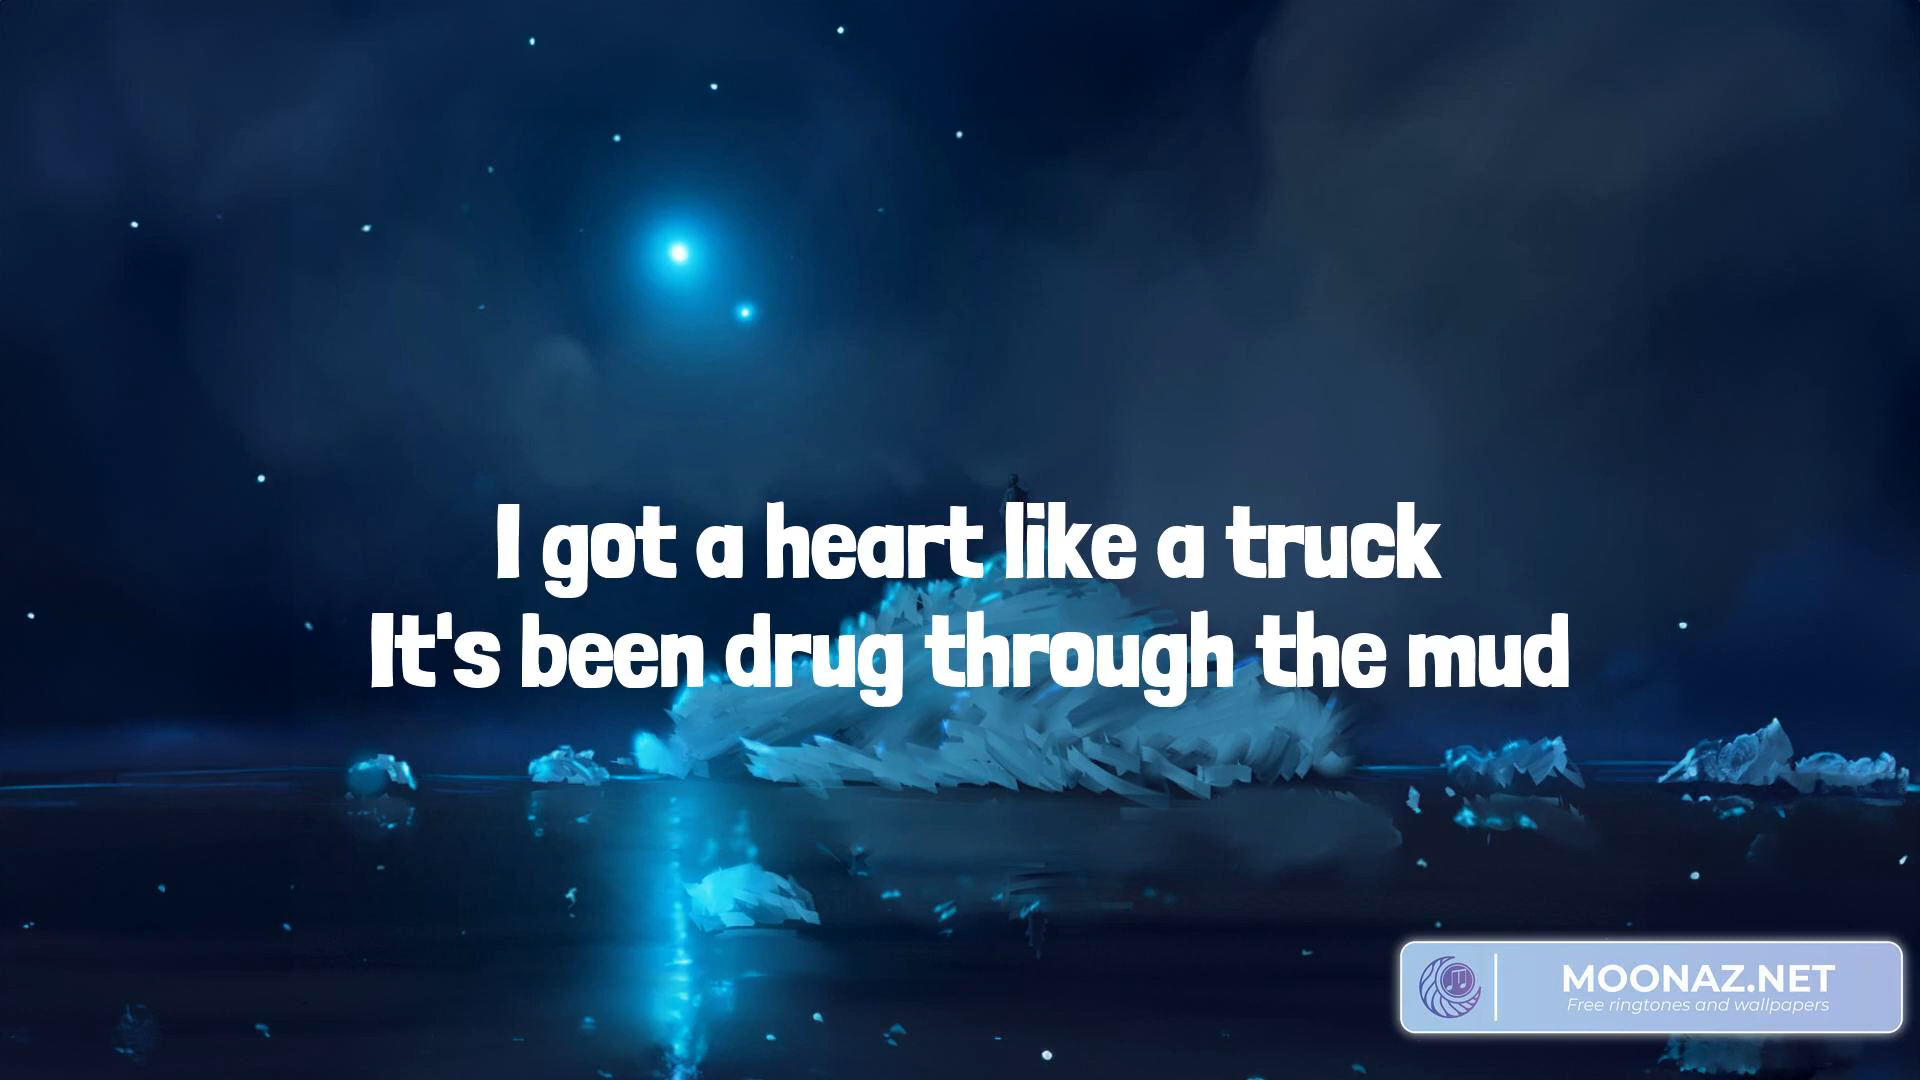 I got a heart like a truck
It's been drug through the mud
MOONAZ.NET
Free ringtones and wallpapers